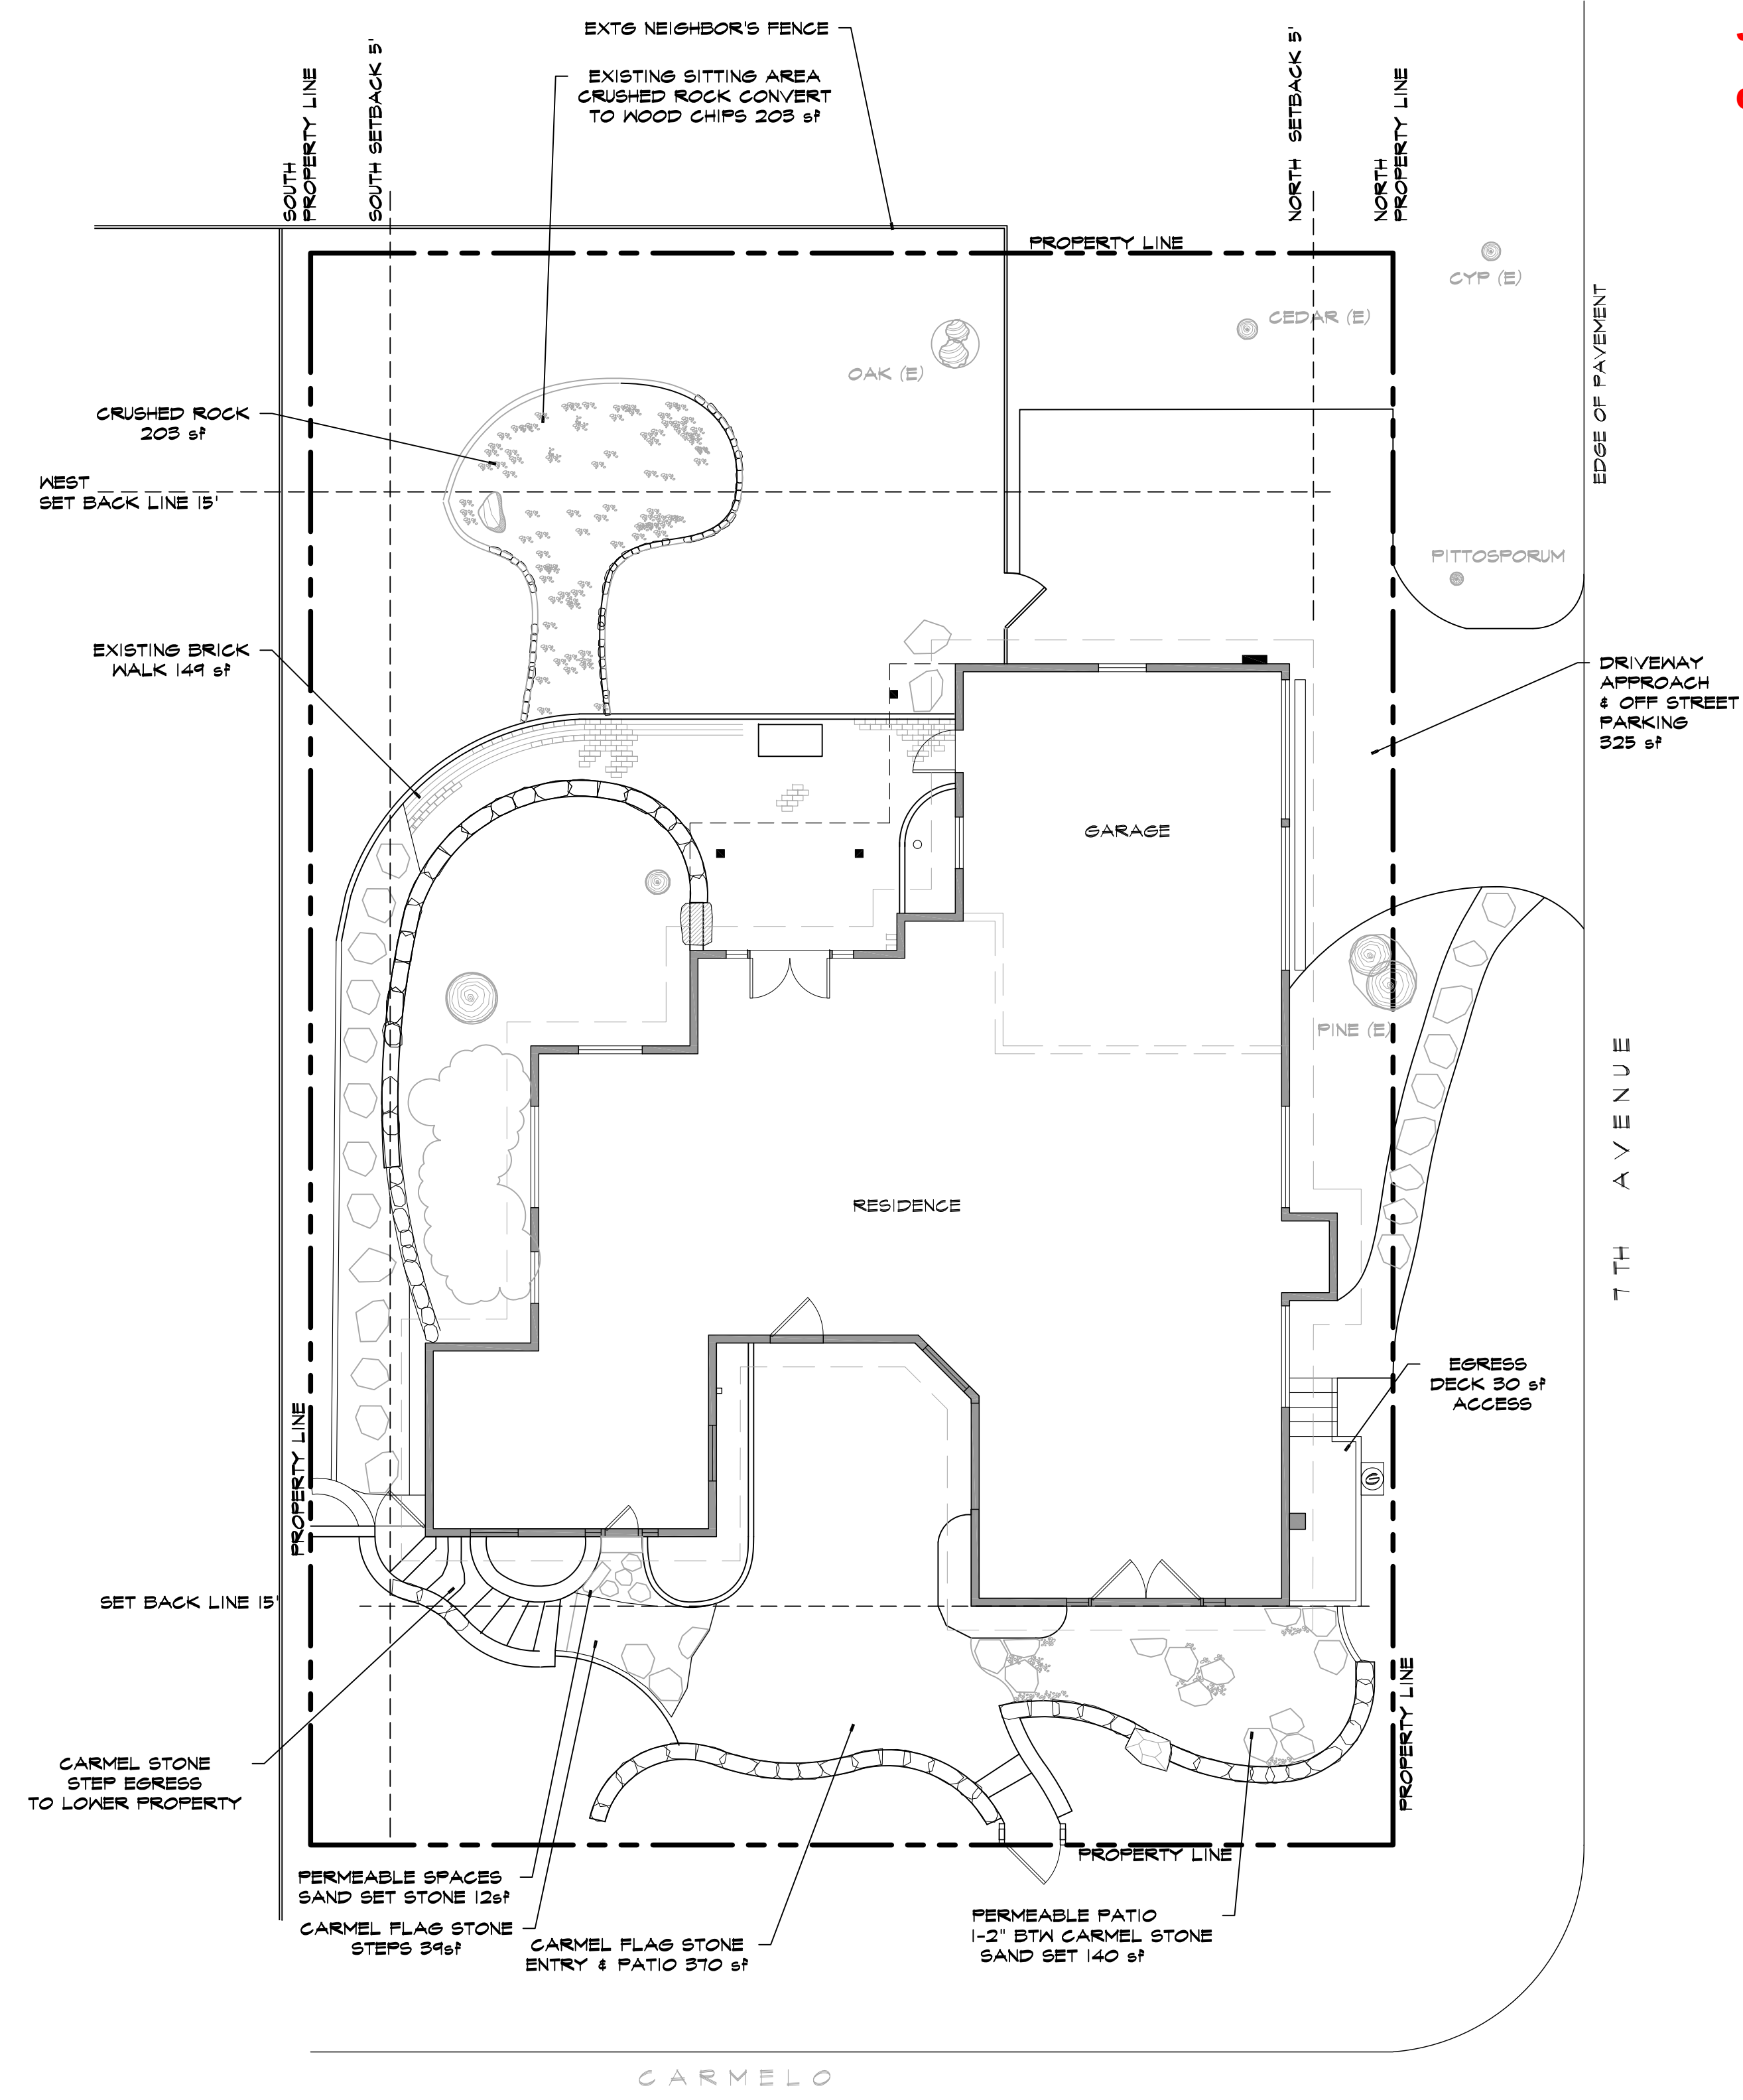 EXTG NEIGHBOR'S FENCE
EXISTING SITTING AREA
CRUSHED ROCK CONVERT
TO WOOD CHIPS 203 sf
SOUTH
PROPERTY LINE
SOUTH SETBACK 5'
NORTH SETBACK 5'
NORTH
PROPERTY LINE
PROPERTY LINE
CYP (E)
CEDAR (E)
OAK (E)
EDGE OF PAVEMENT
CRUSHED ROCK
203 sf
WEST
SET BACK LINE 15'
PITTOSPORUM
EXISTING BRICK
WALK 149 sf
DRIVEWAY
APPROACH
& OFF STREET
PARKING
325 sf
GARAGE
PINE (E)
7TH AVENUE
RESIDENCE
EGRESS
DECK 30 sf
ACCESS
G
PROPERTY LINE
SET BACK LINE 15'
PROPERTY LINE
CARMEL STONE
STEP EGRESS
TO LOWER PROPERTY
PROPERTY LINE
PERMEABLE SPACES
SAND SET STONE 12sf
CARMEL FLAG STONE
STEPS 39sf
CARMEL FLAG STONE
ENTRY & PATIO 370 sf
PERMEABLE PATIO
1-2" BTW CARMEL STONE
SAND SET 140 sf
CARMELO